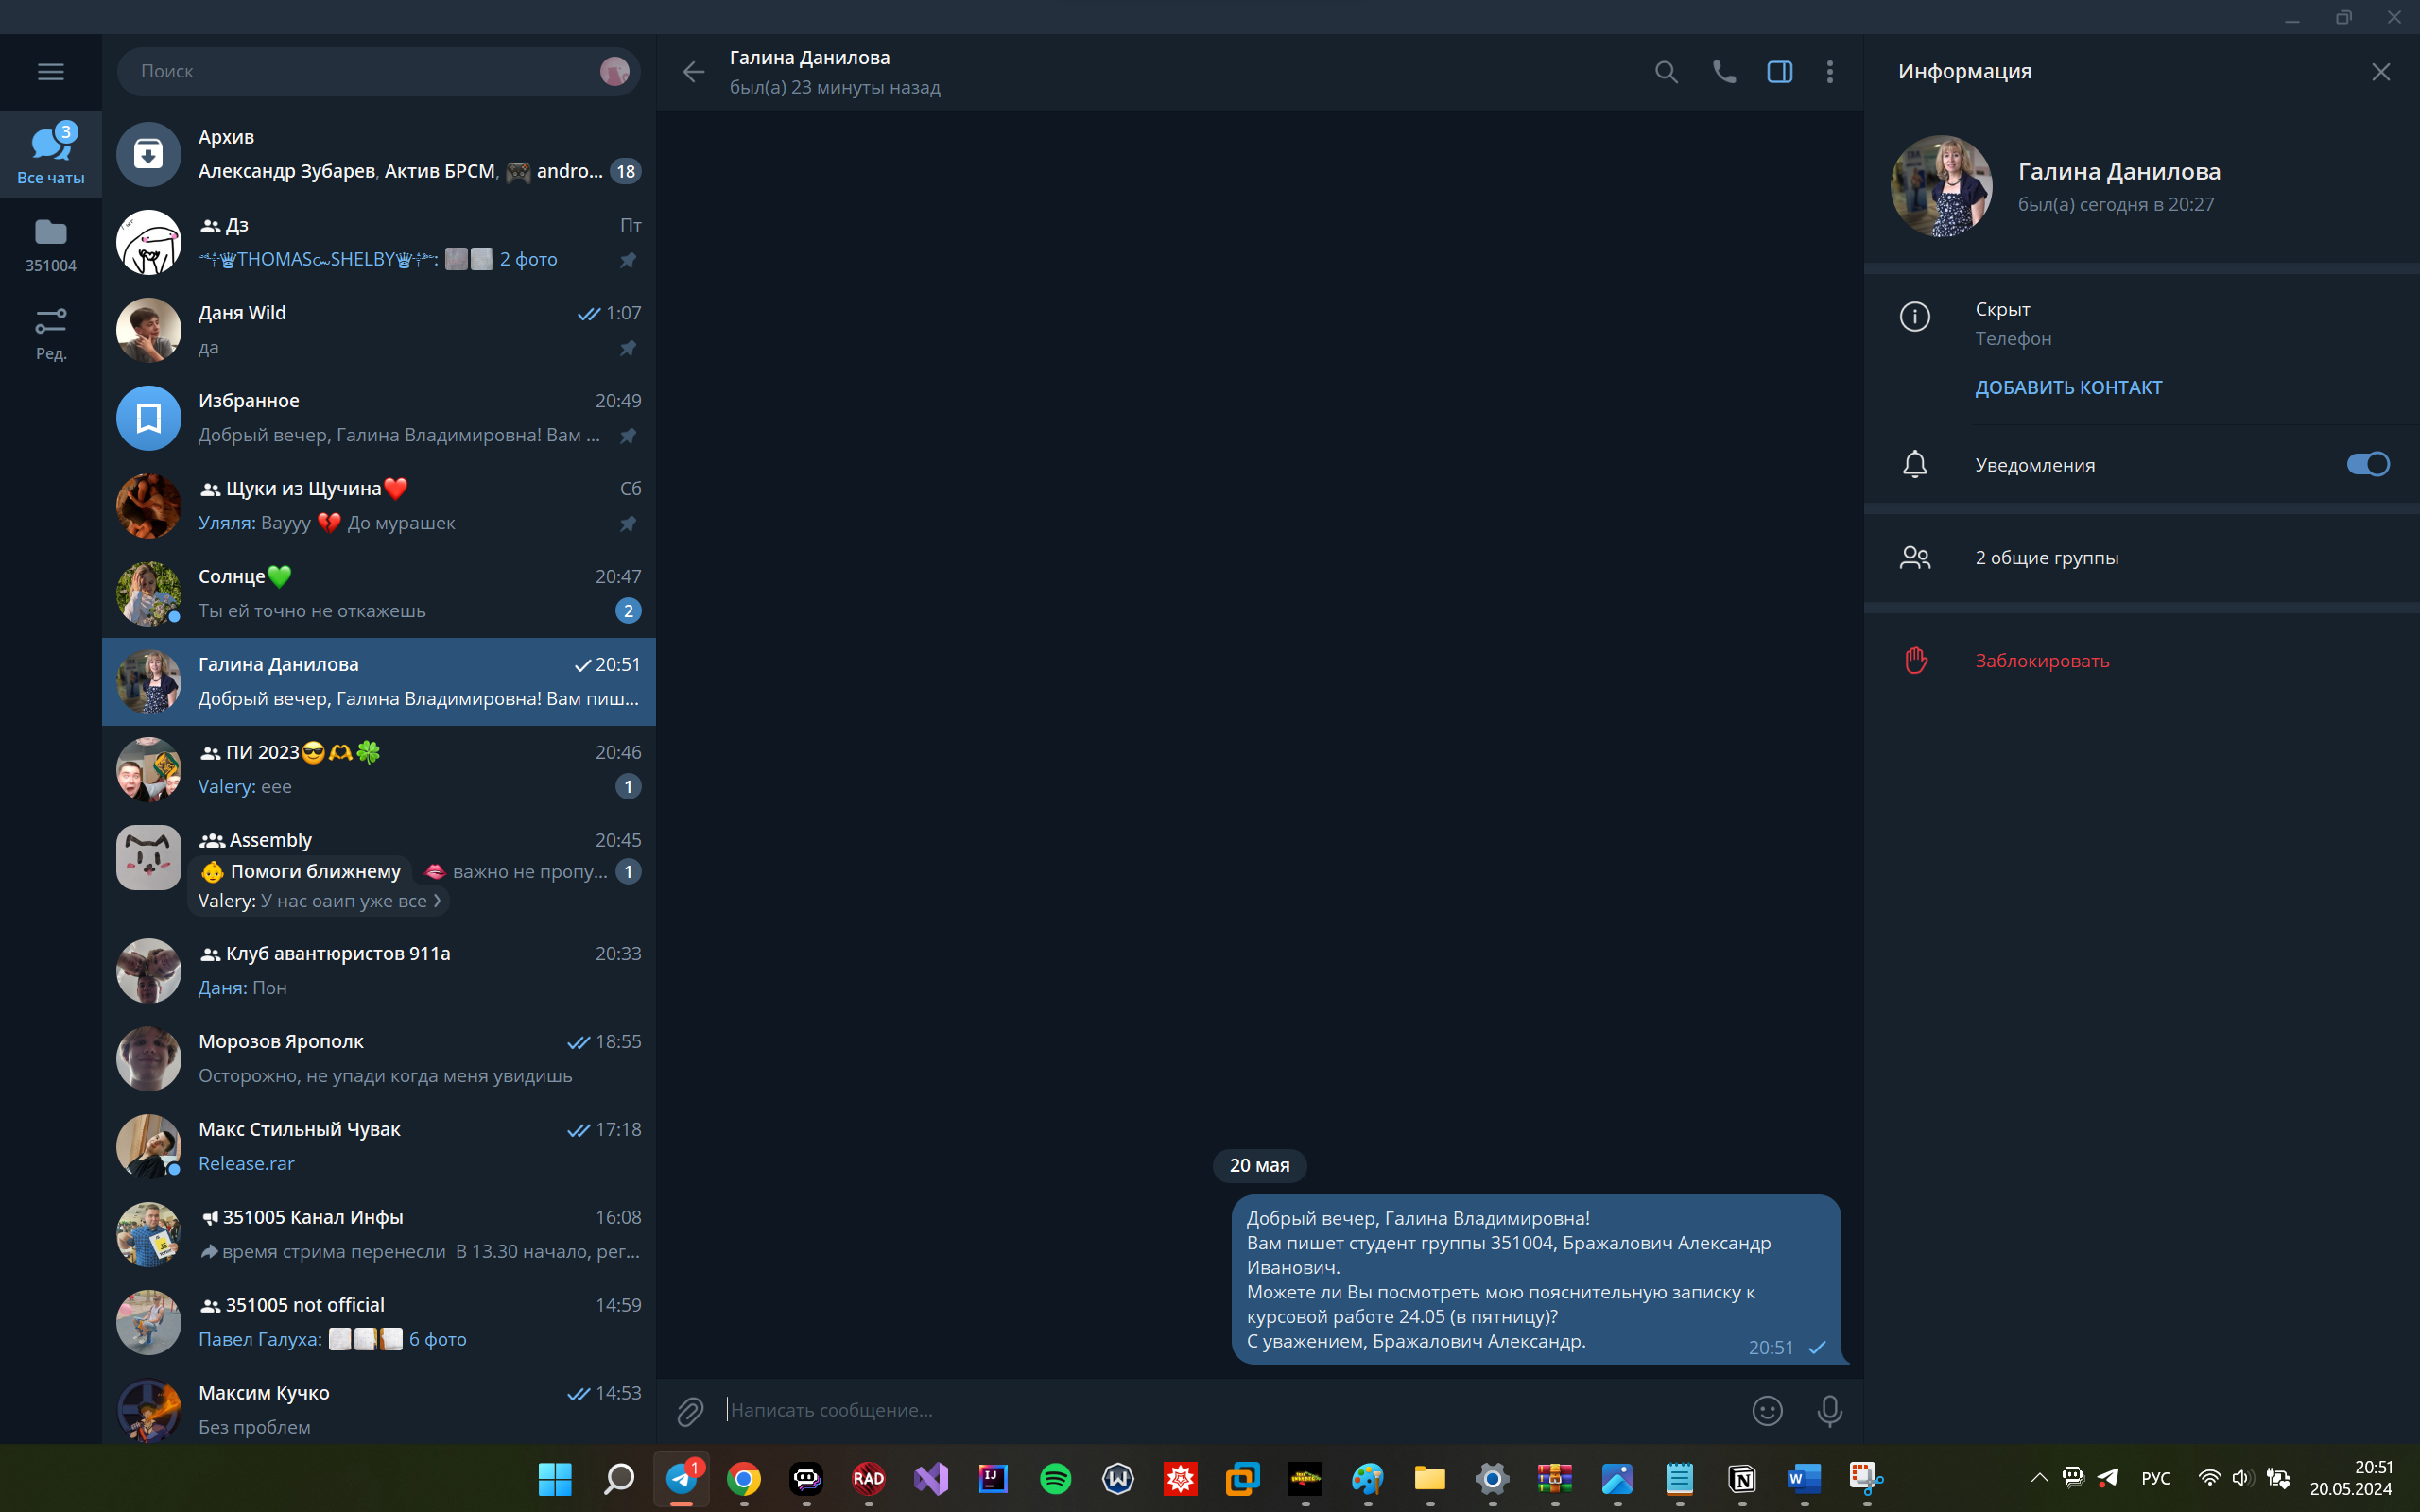 Поиск
3
Все чаты
351004
Ред.
Архив
Александр Зубарев, Актив БРСМ, 🎮 andro... 18
Дз Пт
THOMAS SHELBY: 2 фото
Даня Wild 1:07
да
Избранное 20:49
Добрый вечер, Галина Владимировна! Вам ...
Щуки из Щучина❤️ Сб
Уляля: Ваууу 💔 До мурашек
Солнце💚 20:47
Ты ей точно не откажешь 2
Галина Данилова 20:51
Добрый вечер, Галина Владимировна! Вам пиш...
ПИ 2023😎🫶🍀 20:46
Valery: еее 1
Assembly 20:45
👶 Помоги ближнему 🫦 важно не пропу... 1
Valery: У нас оаип уже все
Клуб авантюристов 911а 20:33
Даня: Пон
Морозов Ярополк 18:55
Осторожно, не упади когда меня увидишь
Макс Стильный Чувак 17:18
Release.rar
351005 Канал Инфы 16:08
время стрима перенесли В 13.30 начало, рег...
351005 not official 14:59
Павел Галуха: 6 фото
Максим Кучко 14:53
Без проблем
Галина Данилова
был(а) 23 минуты назад
20 мая
Добрый вечер, Галина Владимировна!
Вам пишет студент группы 351004, Бражалович Александр
Иванович.
Можете ли Вы посмотреть мою пояснительную записку к
курсовой работе 24.05 (в пятницу)?
С уважением, Бражалович Александр.
20:51
Написать сообщение...
Информация
Галина Данилова
был(а) сегодня в 20:27
Скрыт
Телефон
ДОБАВИТЬ КОНТАКТ
Уведомления
2 общие группы
Заблокировать
1
RAD
IJ
W
РУС
20:51
20.05.2024